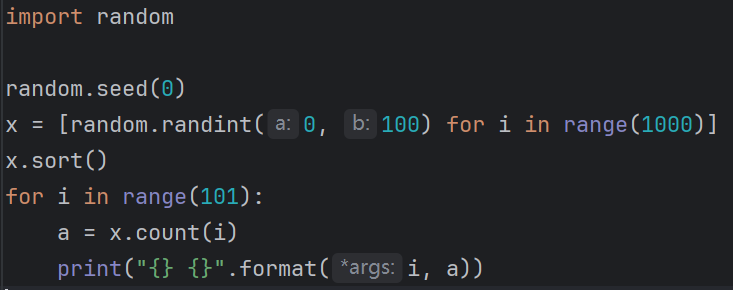 import random

random.seed(0)
x = [random.randint( a: 0,  b: 100) for i in range(1000)]
x.sort()
for i in range(101):
    a = x.count(i)
    print("{} {}".format( *args: i, a))